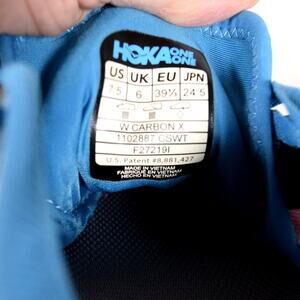 HOKA ONE ONE
US UK EU JPN
7.5 6 39⅓ 24.5
W CARBON X
1102887 CSWT
F27219I
U.S. Patent #8,881,427
MADE IN VIETNAM
FABRIQUÉ EN VIETNAM
HECHO EN VIETNAM